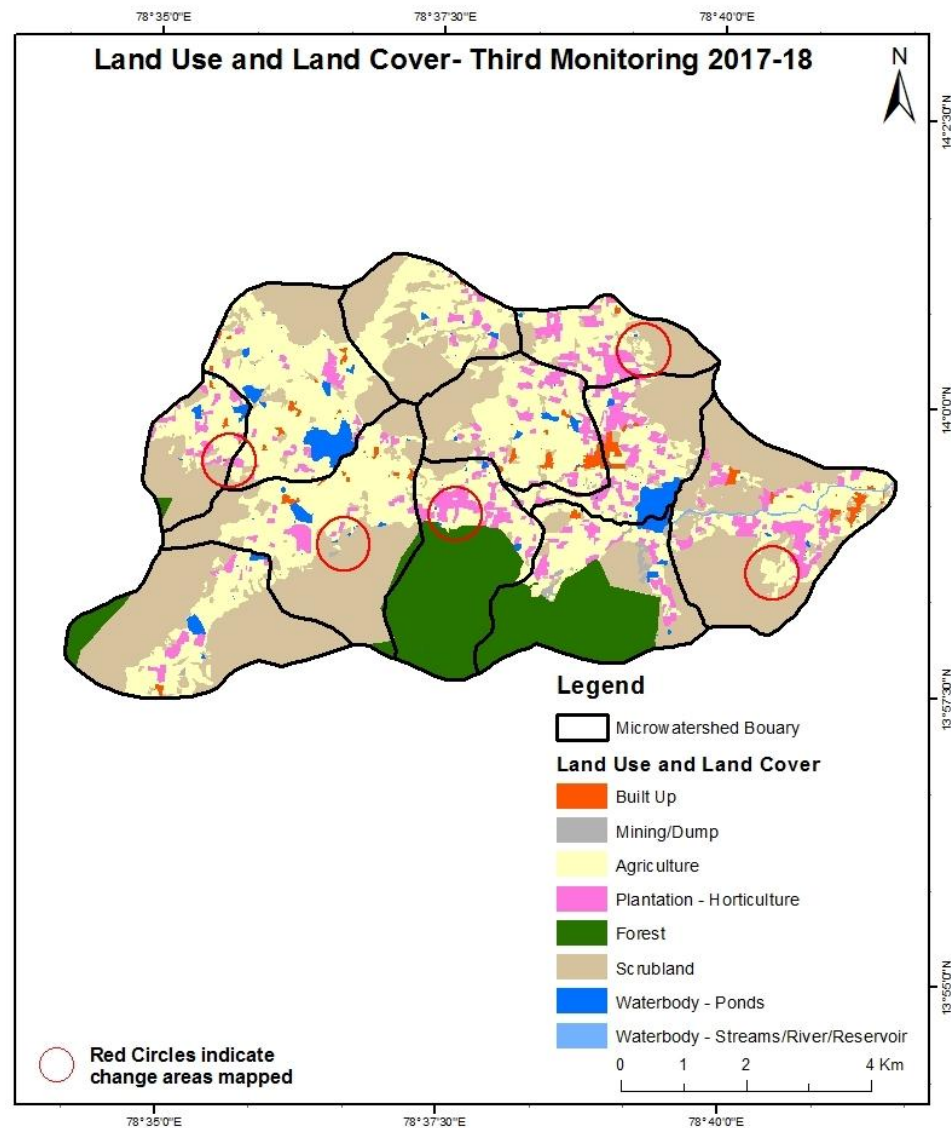 78°35'0"E 78°37'30"E 78°40'0"E
Land Use and Land Cover- Third Monitoring 2017-18
N
14°2'30"N
14°0'0"N
13°57'30"N
13°55'0"N
Legend
Microwatershed Bouary
Land Use and Land Cover
Built Up
Mining/Dump
Agriculture
Plantation - Horticulture
Forest
Scrubland
Waterbody - Ponds
Waterbody - Streams/River/Reservoir
0 1 2 4 Km
Red Circles indicate
change areas mapped
78°35'0"E 78°37'30"E 78°40'0"E